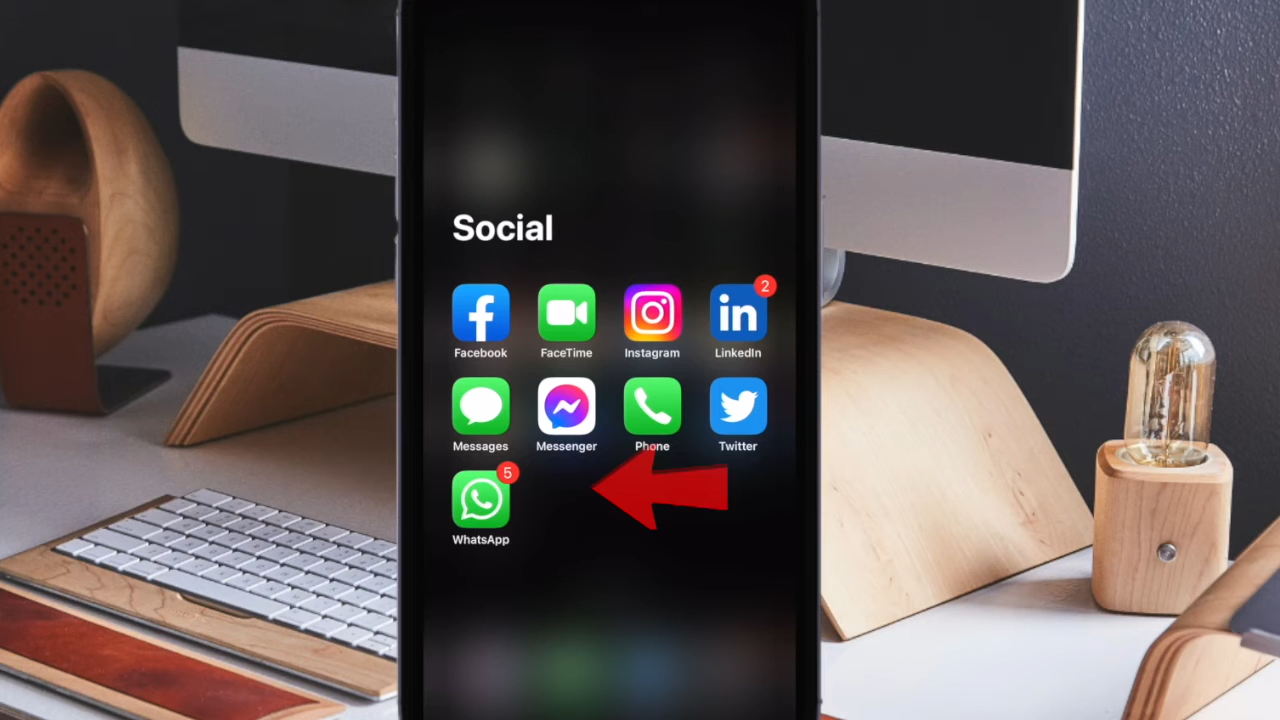 Social
2
Facebook FaceTime Instagram LinkedIn
Messages Messenger Phone Twitter
5
WhatsApp